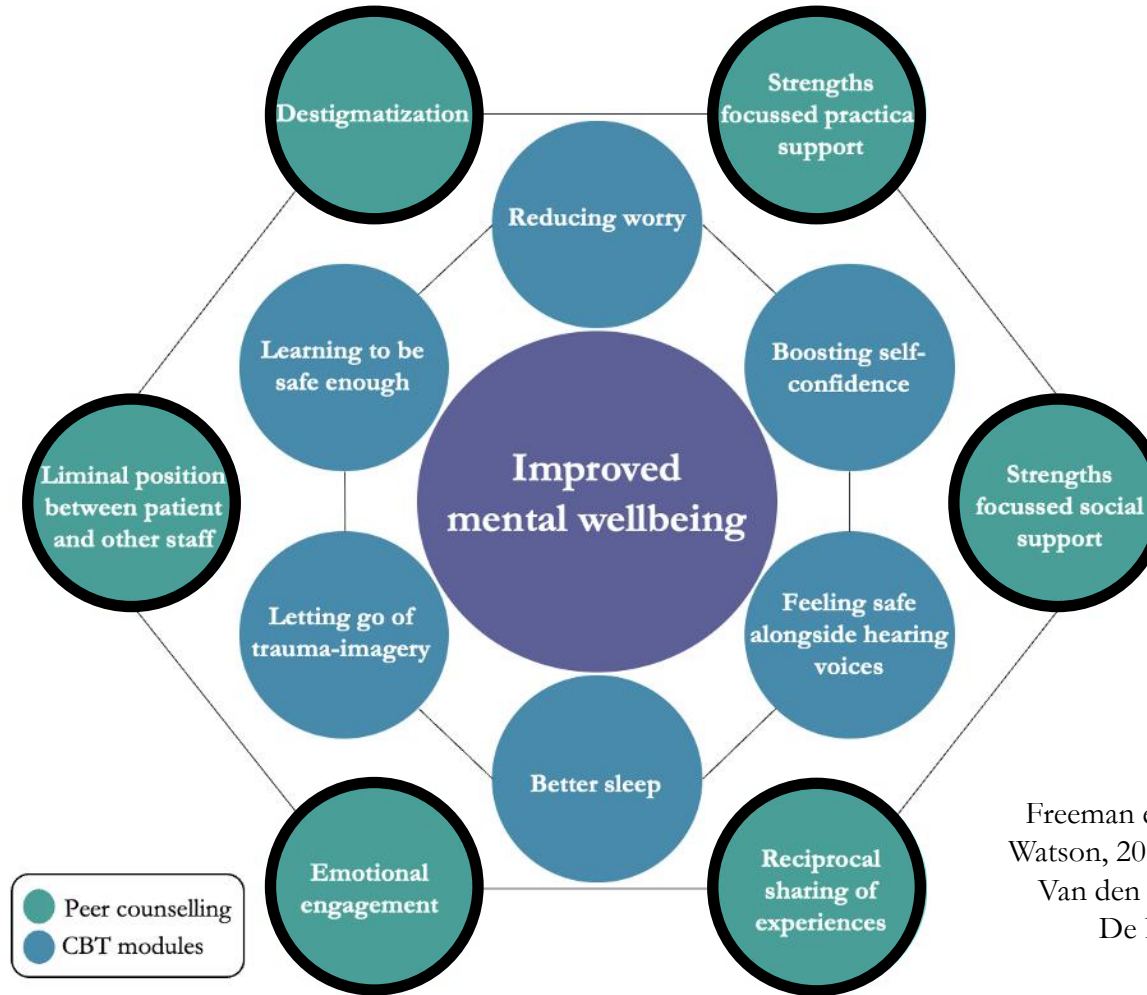 Destigmatization
Strengths
focussed practica
support
Reducing worry
Learning to be
safe enough
Boosting self-
confidence
Liminal position
between patient
and other staff
Improved
mental wellbeing
Strengths
focussed social
support
Letting go of
trauma-imagery
Feeling safe
alongside hearing
voices
Better sleep
Emotional
engagement
Reciprocal
sharing of
experiences
Freeman e
Watson, 20
Van den
De
Peer counselling
CBT modules